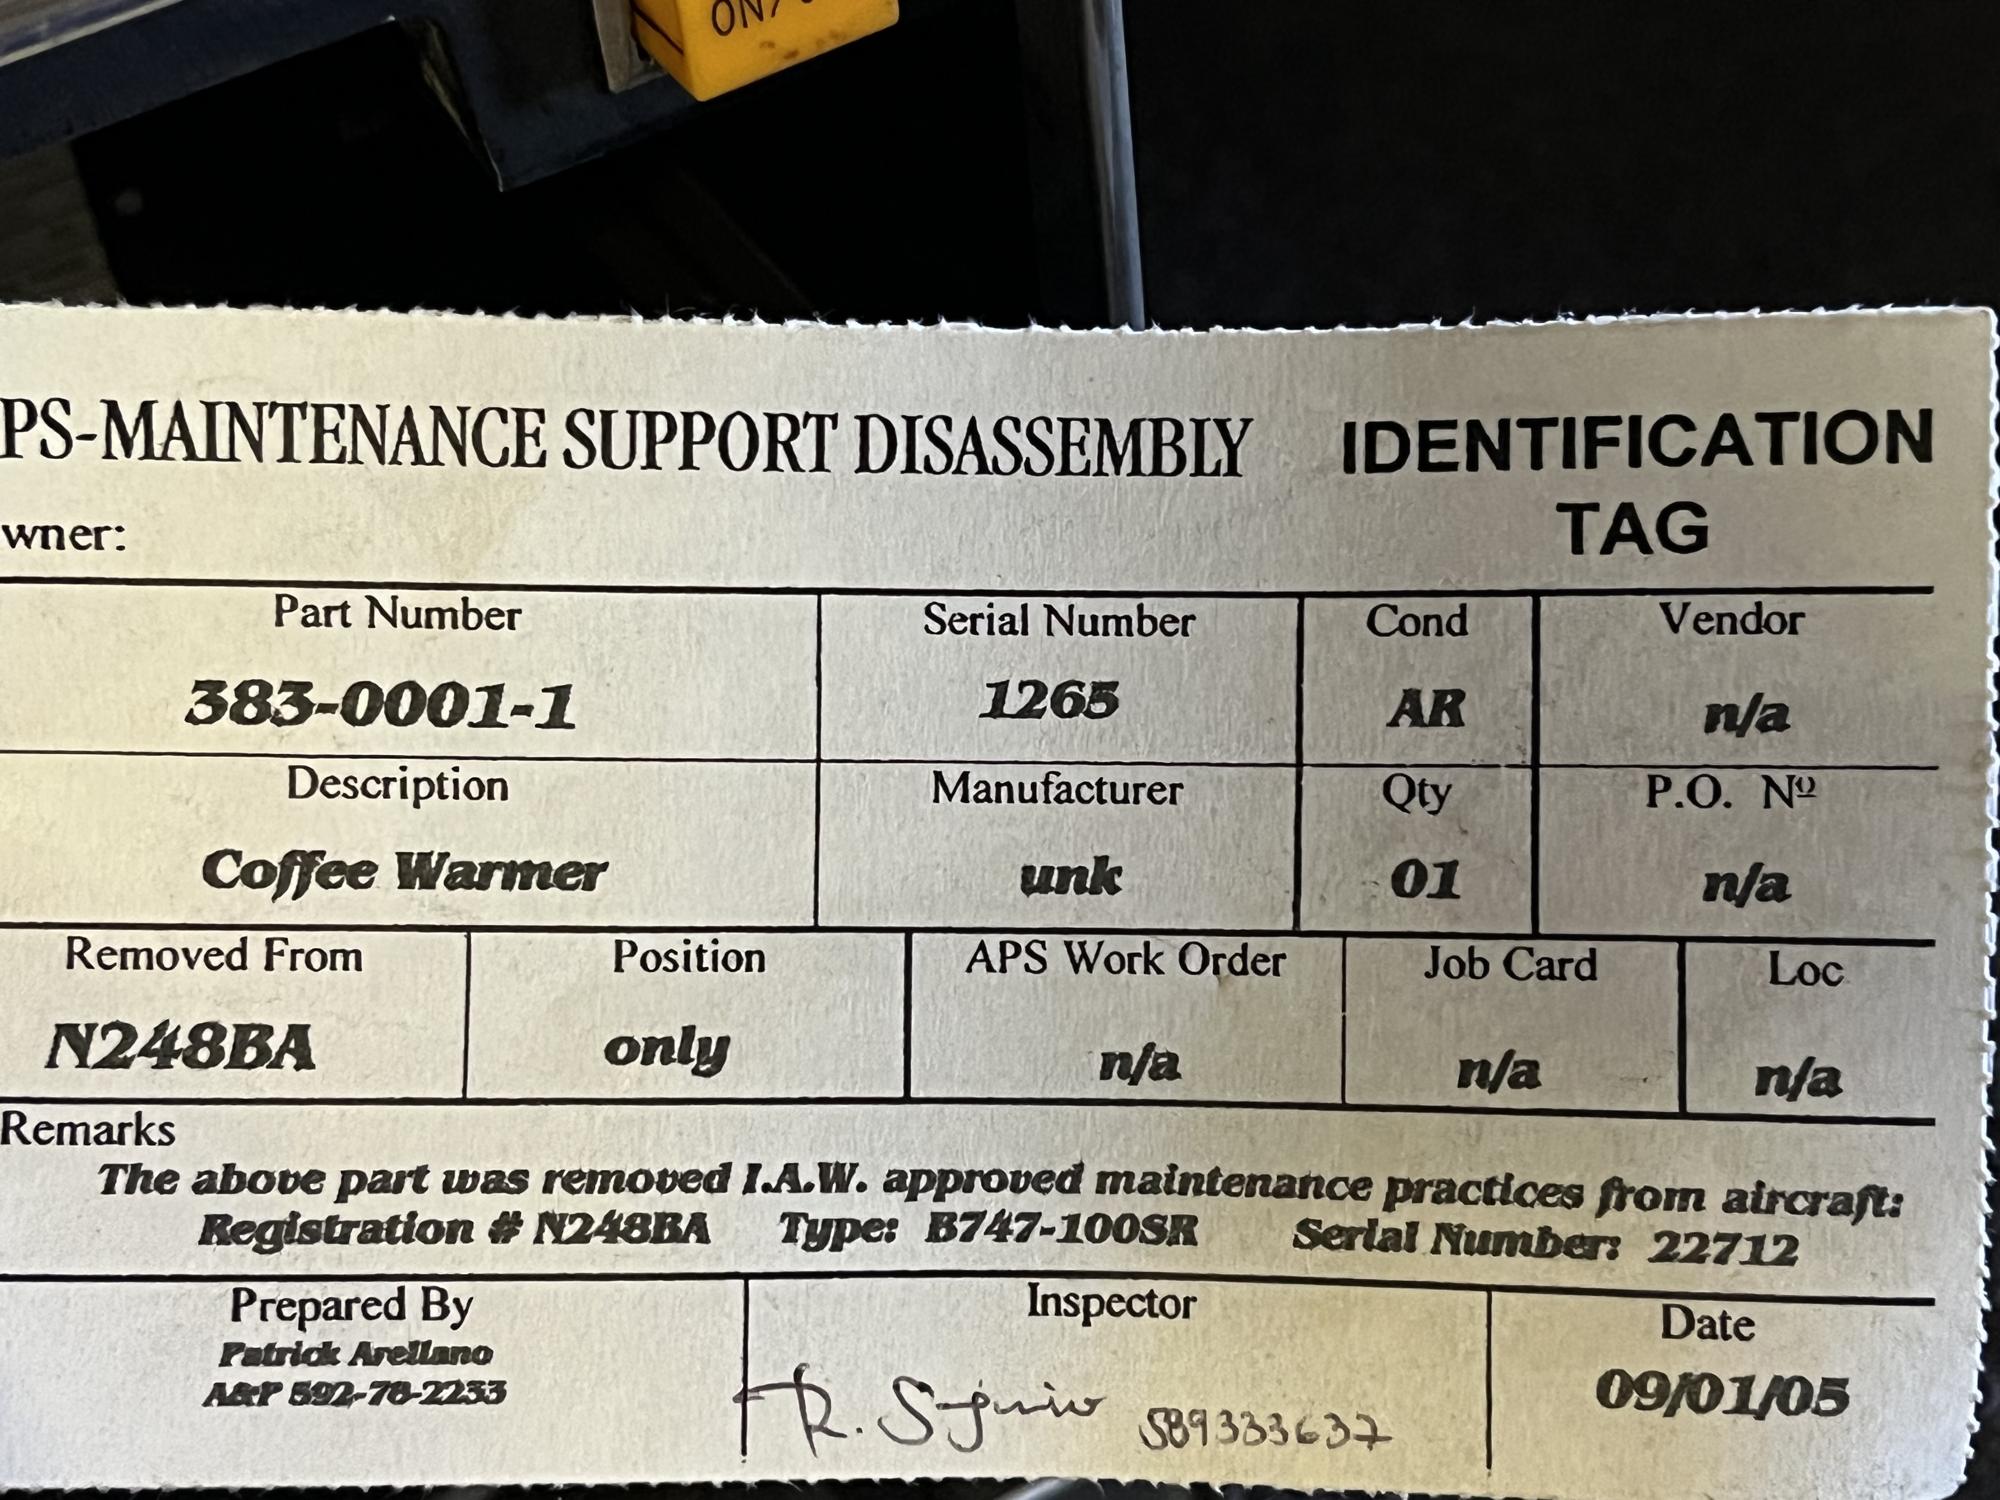 ON/
PS-MAINTENANCE SUPPORT DISASSEMBLY IDENTIFICATION
TAG
wner:
Part Number Serial Number Cond Vendor
383-0001-1 1265 AR n/a
Description Manufacturer Qty P.O. Nº
Coffee Warmer unk 01 n/a
Removed From Position APS Work Order Job Card Loc
N248BA only n/a n/a n/a
Remarks
The above part was removed I.A.W. approved maintenance practices from aircraft:
Registration # N248BA Type: B747-100SR Serial Number: 22712
Prepared By Inspector Date
Patrick Arellano
A&P 592-78-2233 R. 589333637 09/01/05